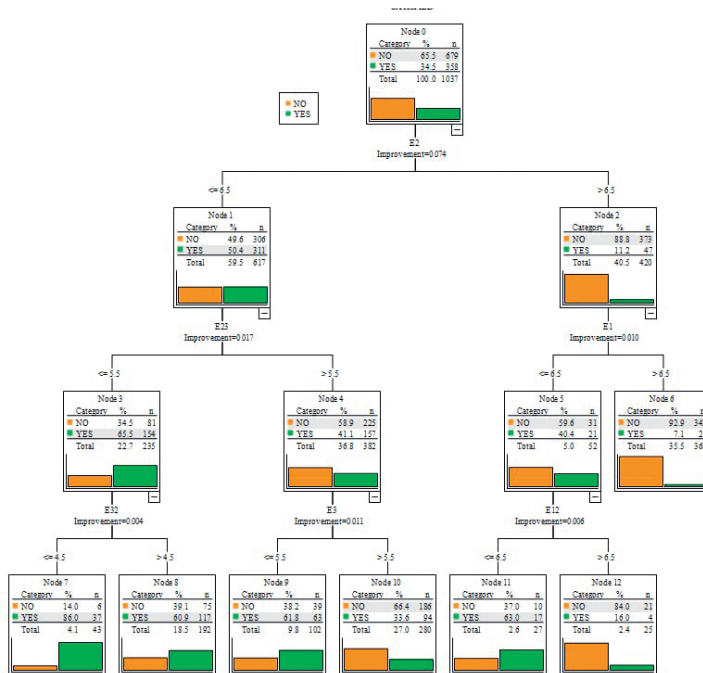 Node 0
Category % n
NO 65.5 679
YES 34.5 358
Total 100.0 1037
NO
YES
E2
Improvement=0.074
<= 6.5
> 6.5
Node 1
Category % n
NO 49.6 306
YES 50.4 311
Total 59.5 617
Node 2
Category % n
NO 88.8 373
YES 11.2 47
Total 40.5 420
E23
Improvement=0.017
E1
Improvement=0.010
<= 5.5
> 5.5
<= 6.5
> 6.5
Node 3
Category % n
NO 34.5 81
YES 65.5 154
Total 22.7 235
Node 4
Category % n
NO 58.9 225
YES 41.1 157
Total 36.8 382
Node 5
Category % n
NO 59.6 31
YES 40.4 21
Total 5.0 52
Node 6
Category % n
NO 92.9
YES 7.1
Total 35.5
E32
Improvement=0.004
E3
Improvement=0.011
E12
Improvement=0.006
<= 4.5
> 4.5
<= 5.5
> 5.5
<= 6.5
> 6.5
Node 7
Category % n
NO 14.0 6
YES 86.0 37
Total 4.1 43
Node 8
Category % n
NO 39.1 75
YES 60.9 117
Total 18.5 192
Node 9
Category % n
NO 38.2 39
YES 61.8 63
Total 9.8 102
Node 10
Category % n
NO 66.4 186
YES 33.6 94
Total 27.0 280
Node 11
Category % n
NO 37.0 10
YES 63.0 17
Total 2.6 27
Node 12
Category % n
NO 84.0 21
YES 16.0 4
Total 2.4 25